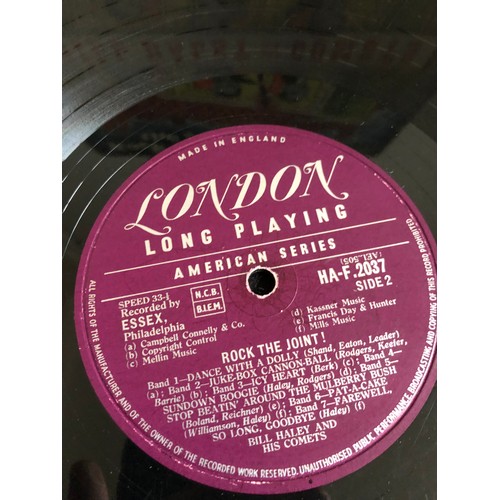 MADE IN ENGLAND
LONDON
LONG PLAYING
AMERICAN SERIES
SPEED 33-⅓
Recorded by
ESSEX,
Philadelphia
N.C.B.
B.I.E.M.
HA-F.2037
(AEL.503)
SIDE 2
(a) Campbell Connelly & Co.
(b) Copyright Control
(c) Mellin Music
(d) Kassner Music
(e) Francis Day & Hunter
(f) Mills Music
ROCK THE JOINT!
Band 1—DANCE WITH A DOLLY (Shand, Eaton, Leader)
(a); Band 2—JUKE-BOX CANNON-BALL (Rodgers, Keefer,
Barrie) (b); Band 3—ICY HEART (Berk) (c); Band 4—
SUNDOWN BOOGIE (Haley, Rodgers) (d); Band 5—
STOP BEATIN' AROUND THE MULBERRY BUSH
(Boland, Reichner) (e); Band 6—PAT-A-CAKE
(Williamson, Haley) (f); Band 7—FAREWELL,
SO LONG, GOODBYE (Haley) (f)
BILL HALEY AND
HIS COMETS
ALL RIGHTS OF THE MANUFACTURER AND OF THE OWNER OF THE RECORDED WORK RESERVED. UNAUTHORISED PUBLIC PERFORMANCE, BROADCASTING AND COPYING OF THIS RECORD PROHIBITED.